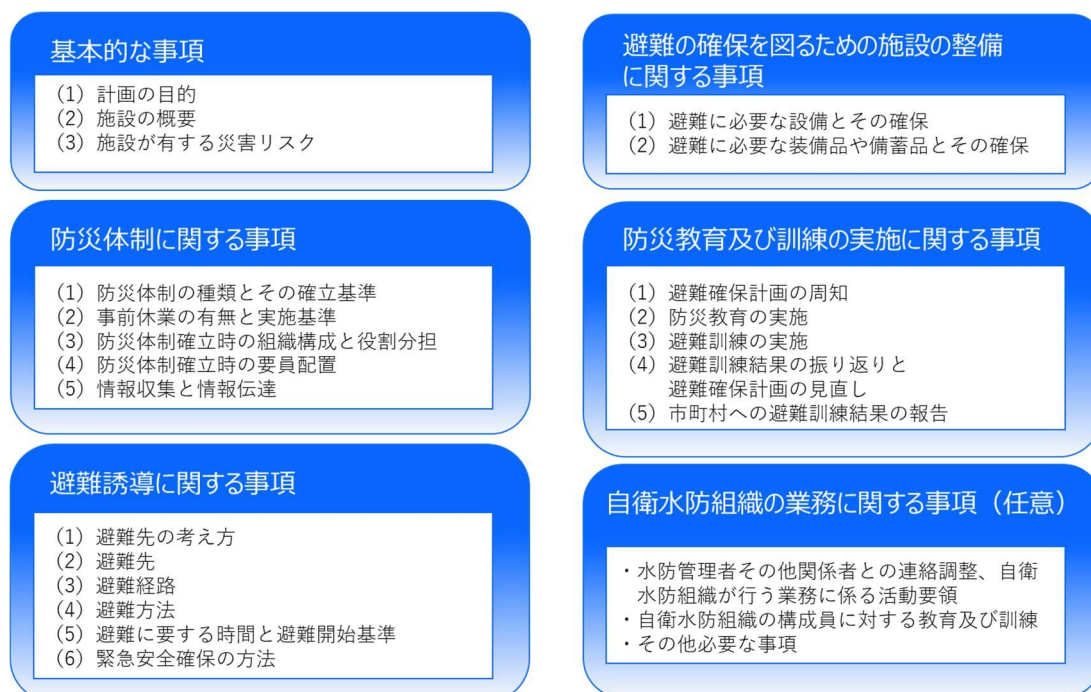 基本的な事項
(1) 計画の目的
(2) 施設の概要
(3) 施設が有する災害リスク
防災体制に関する事項
(1) 防災体制の種類とその確立基準
(2) 事前休業の有無と実施基準
(3) 防災体制確立時の組織構成と役割分担
(4) 防災体制確立時の要員配置
(5) 情報収集と情報伝達
避難誘導に関する事項
(1) 避難先の考え方
(2) 避難先
(3) 避難経路
(4) 避難方法
(5) 避難に要する時間と避難開始基準
(6) 緊急安全確保の方法
避難の確保を図るための施設の整備
に関する事項
(1) 避難に必要な設備とその確保
(2) 避難に必要な装備品や備蓄品とその確保
防災教育及び訓練の実施に関する事項
(1) 避難確保計画の周知
(2) 防災教育の実施
(3) 避難訓練の実施
(4) 避難訓練結果の振り返りと
避難確保計画の見直し
(5) 市町村への避難訓練結果の報告
自衛水防組織の業務に関する事項（任意）
・水防管理者その他関係者との連絡調整、自衛
水防組織が行う業務に係る活動要領
・自衛水防組織の構成員に対する教育及び訓練
・その他必要な事項